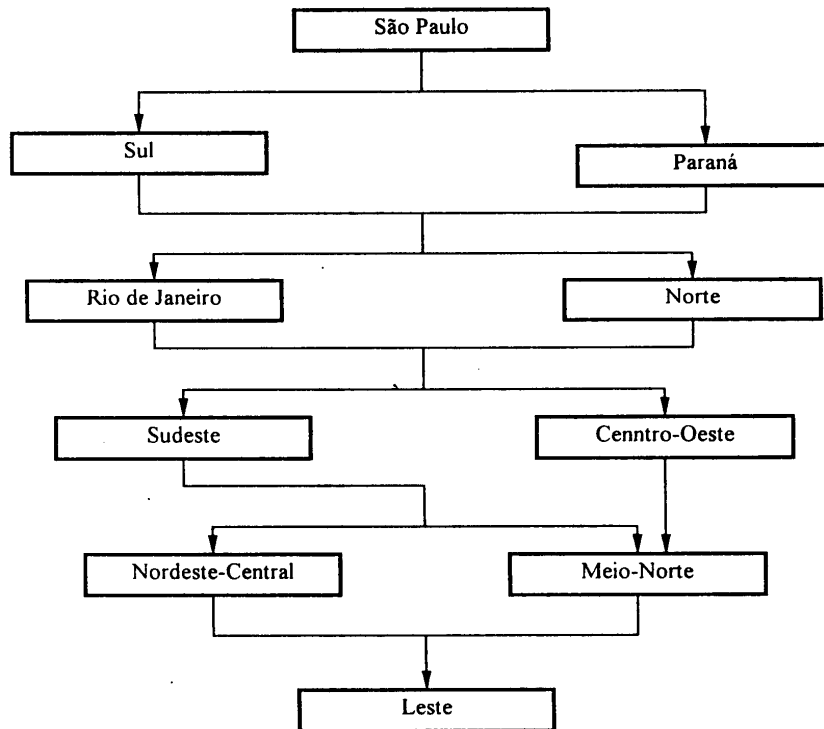 São Paulo
Sul
Paraná
Rio de Janeiro
Norte
Sudeste
Cenntro-Oeste
Nordeste-Central
Meio-Norte
Leste